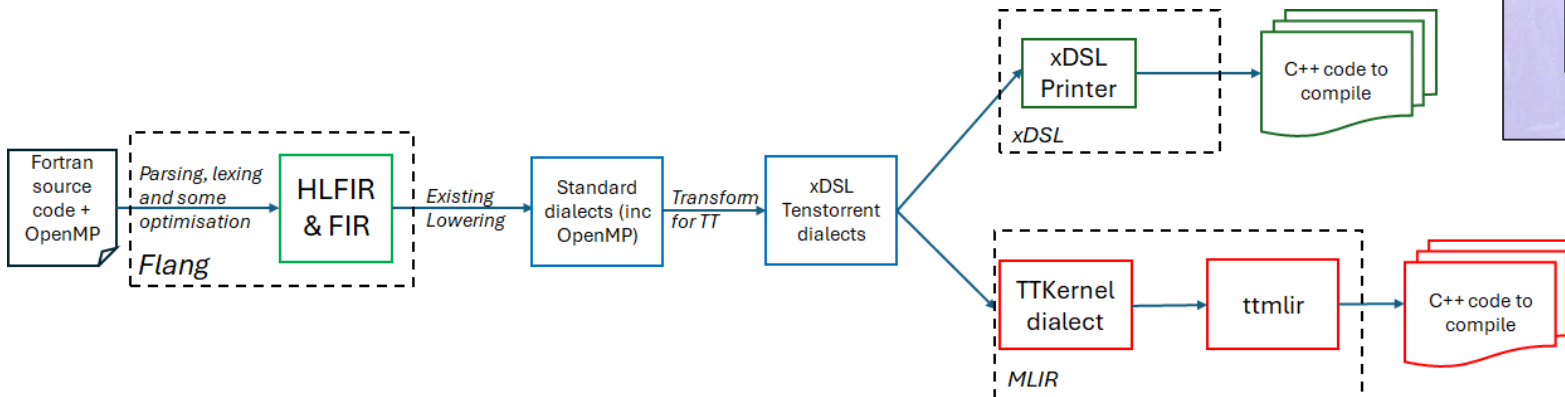 Fortran
source
code +
OpenMP
Parsing, lexing
and some
optimisation
HLFIR
& FIR
Flang
Existing
Lowering
Standard
dialects (inc
OpenMP)
Transform
for TT
xDSL
Tenstorrent
dialects
xDSL
Printer
xDSL
C++ code to
compile
TTKernel
dialect
ttmlir
MLIR
C++ code to
compile